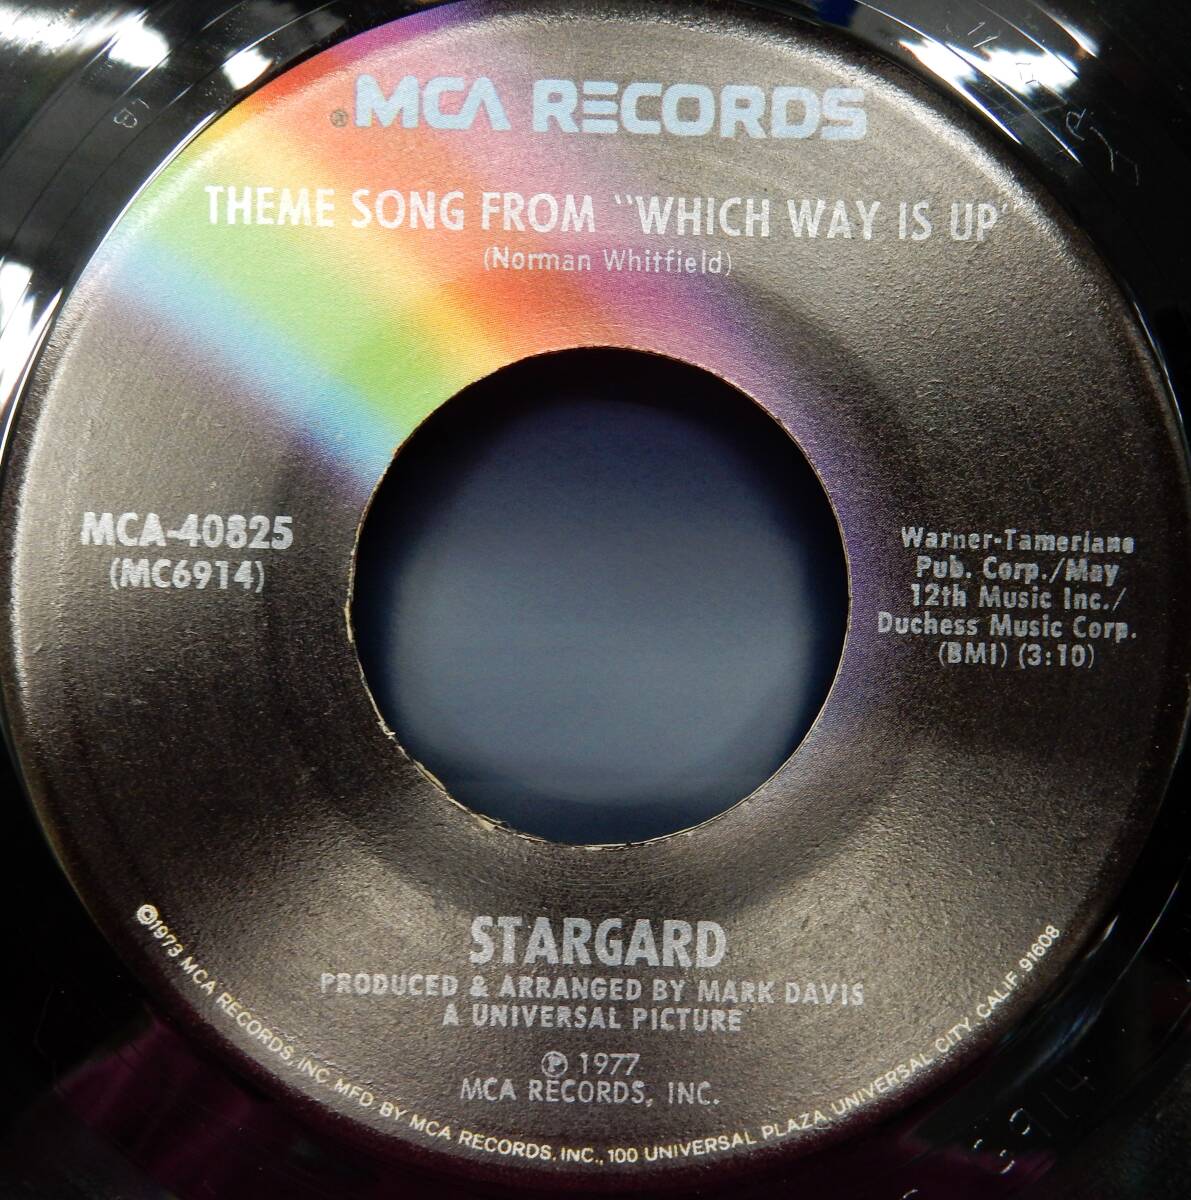 ® MCA RECORDS
THEME SONG FROM "WHICH WAY IS UP"
(Norman Whitfield)
MCA-40825
(MC6914)
Warner-Tamerlane
Pub. Corp./May
12th Music Inc./
Duchess Music Corp.
(BMI) (3:10)
STARGARD
PRODUCED & ARRANGED BY MARK DAVIS
A UNIVERSAL PICTURE
℗ 1977
MCA RECORDS, INC.
©1973 MCA RECORDS, INC. MFD. BY MCA RECORDS, INC., 100 UNIVERSAL PLAZA, UNIVERSAL CITY, CALIF. 91608